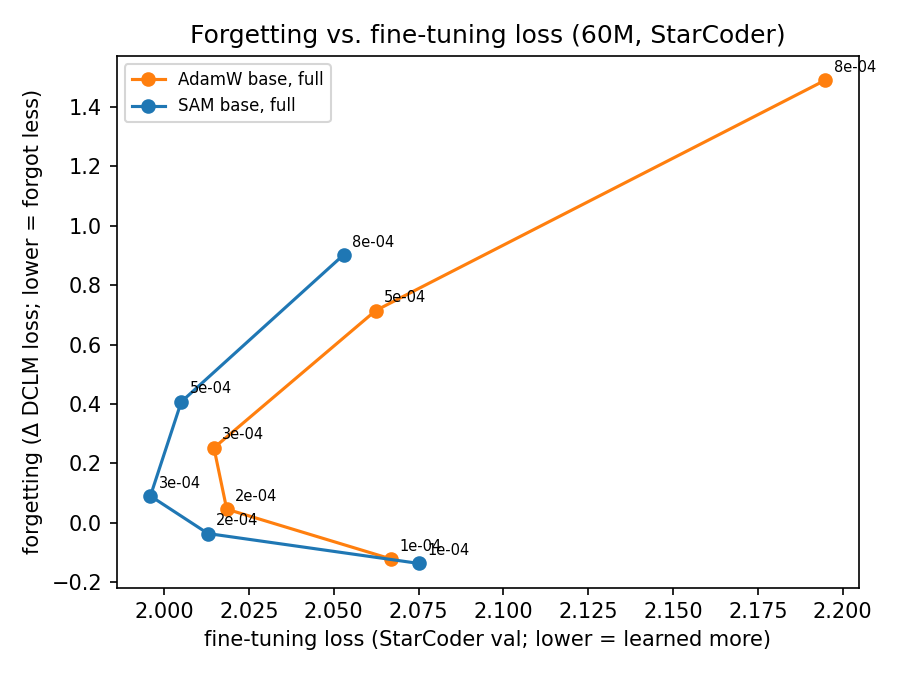 Forgetting vs. fine-tuning loss (60M, StarCoder)
AdamW base, full
SAM base, full
forgetting (Δ DCLM loss; lower = forgot less)
1.4
1.2
1.0
0.8
0.6
0.4
0.2
0.0
−0.2
8e-04
8e-04
5e-04
5e-04
3e-04
3e-04
2e-04
2e-04
1e-04
1e-04
2.000 2.025 2.050 2.075 2.100 2.125 2.150 2.175 2.200
fine-tuning loss (StarCoder val; lower = learned more)